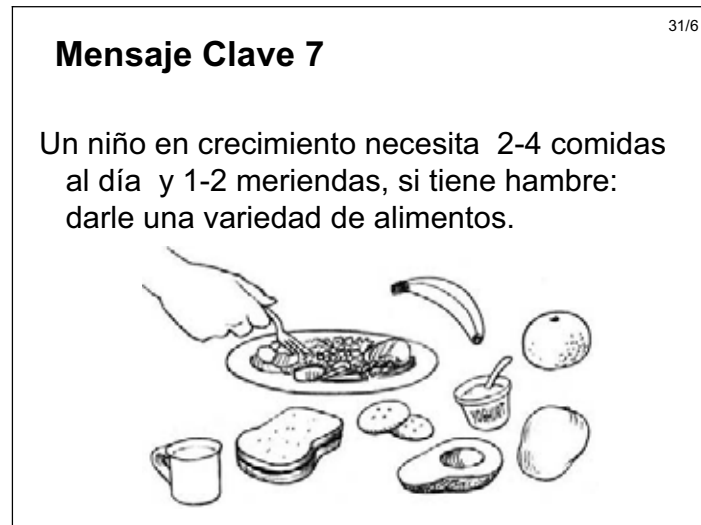 31/6
Mensaje Clave 7
Un niño en crecimiento necesita 2-4 comidas
al día y 1-2 meriendas, si tiene hambre:
darle una variedad de alimentos.
YOGHURT